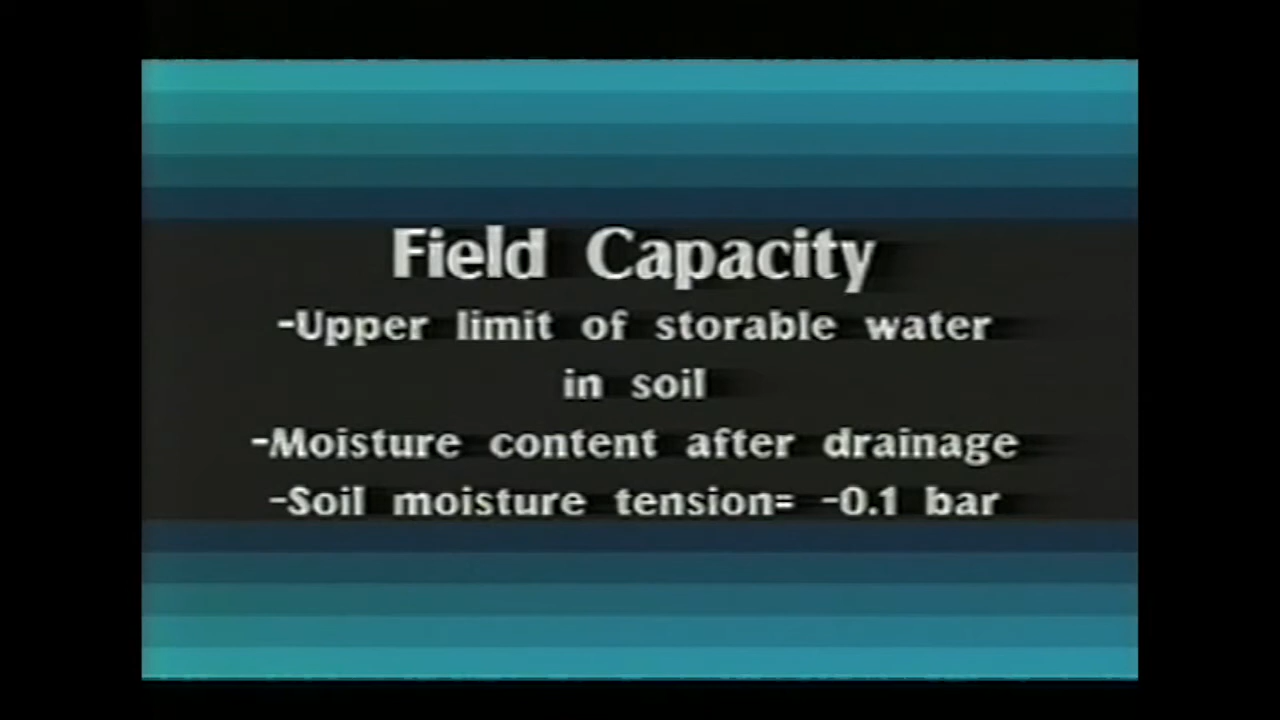 Field Capacity
-Upper limit of storable water
in soil
-Moisture content after drainage
-Soil moisture tension= -0.1 bar